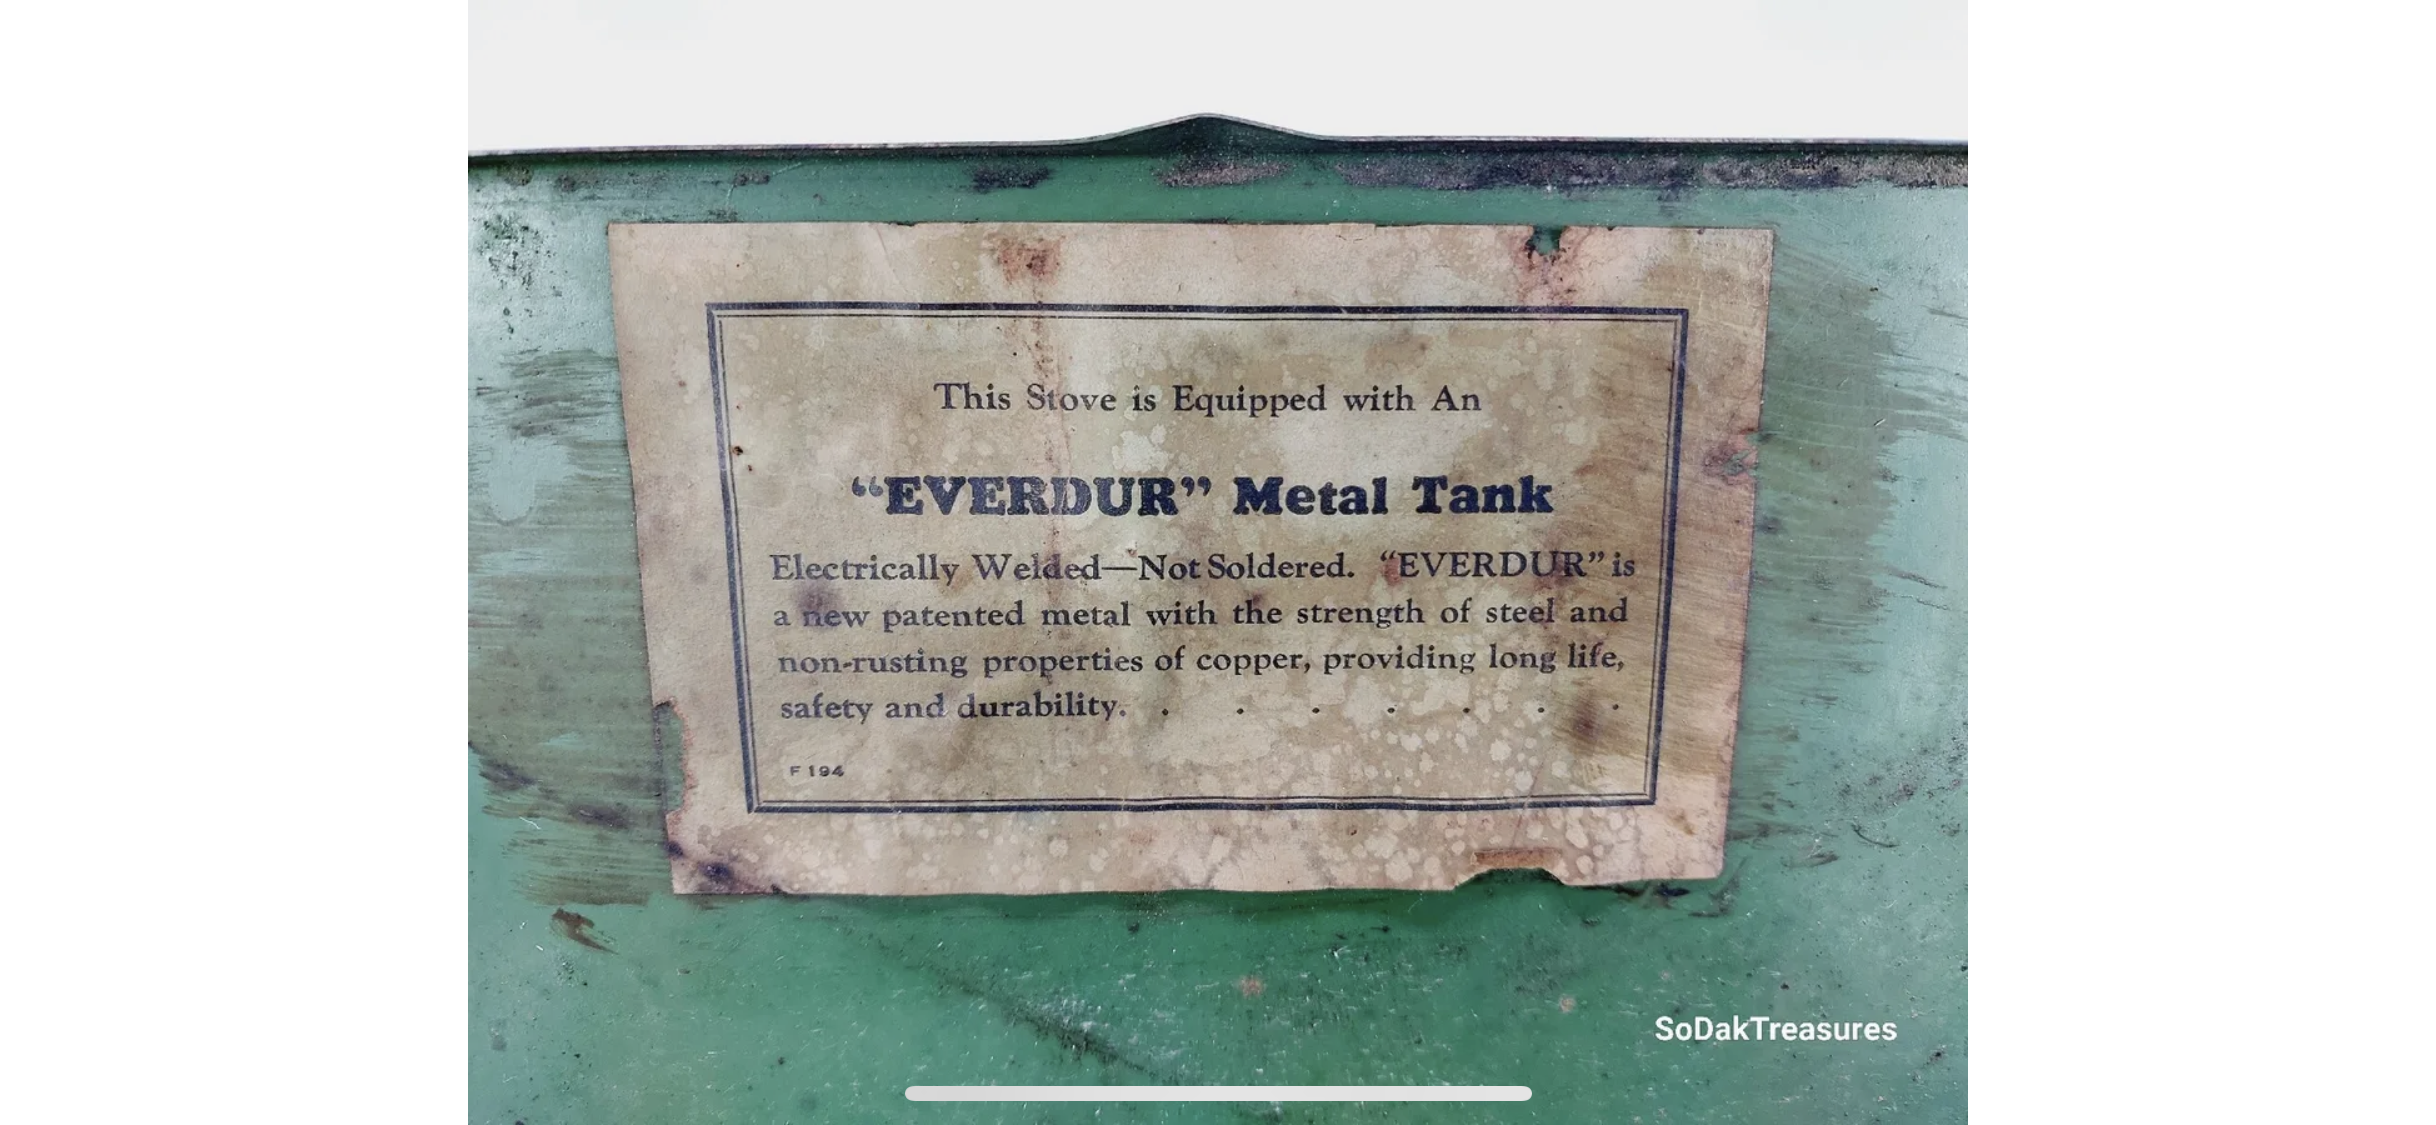 This Stove is Equipped with An
“EVERDUR” Metal Tank
Electrically Welded—Not Soldered. “EVERDUR” is
a new patented metal with the strength of steel and
non-rusting properties of copper, providing long life,
safety and durability. . . . . . . .
F 194
SoDakTreasures